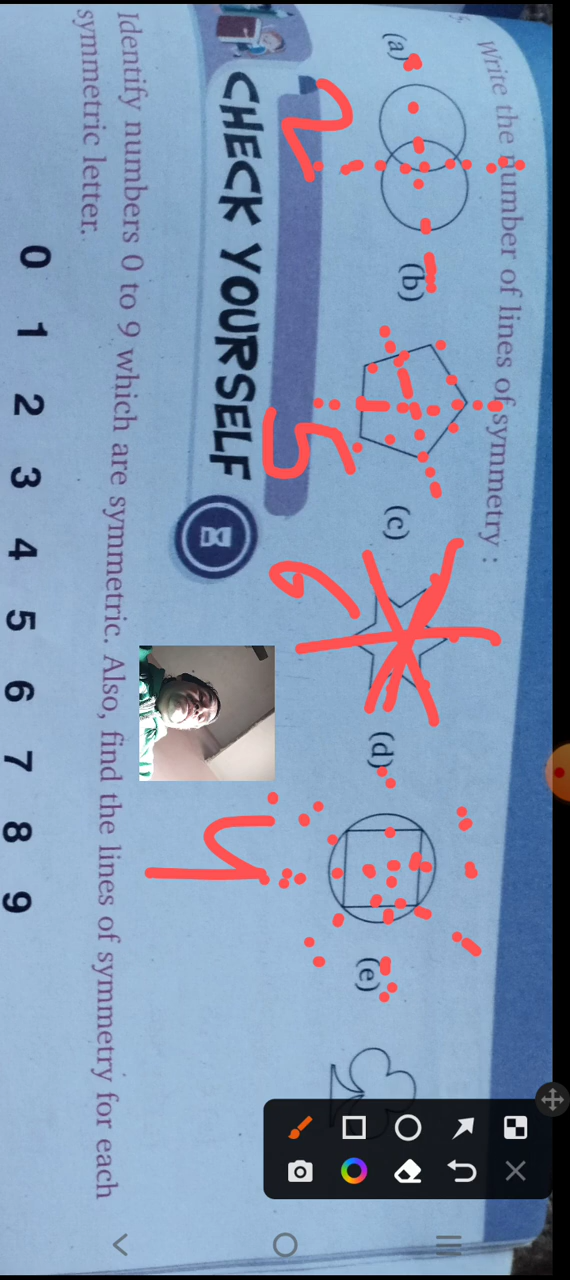 5. Write the number of lines of symmetry :
(a) (b) (c) (d) (e)
2 5 6 4
CHECK YOURSELF
Identify numbers 0 to 9 which are symmetric. Also, find the lines of symmetry for each
symmetric letter.
0 1 2 3 4 5 6 7 8 9